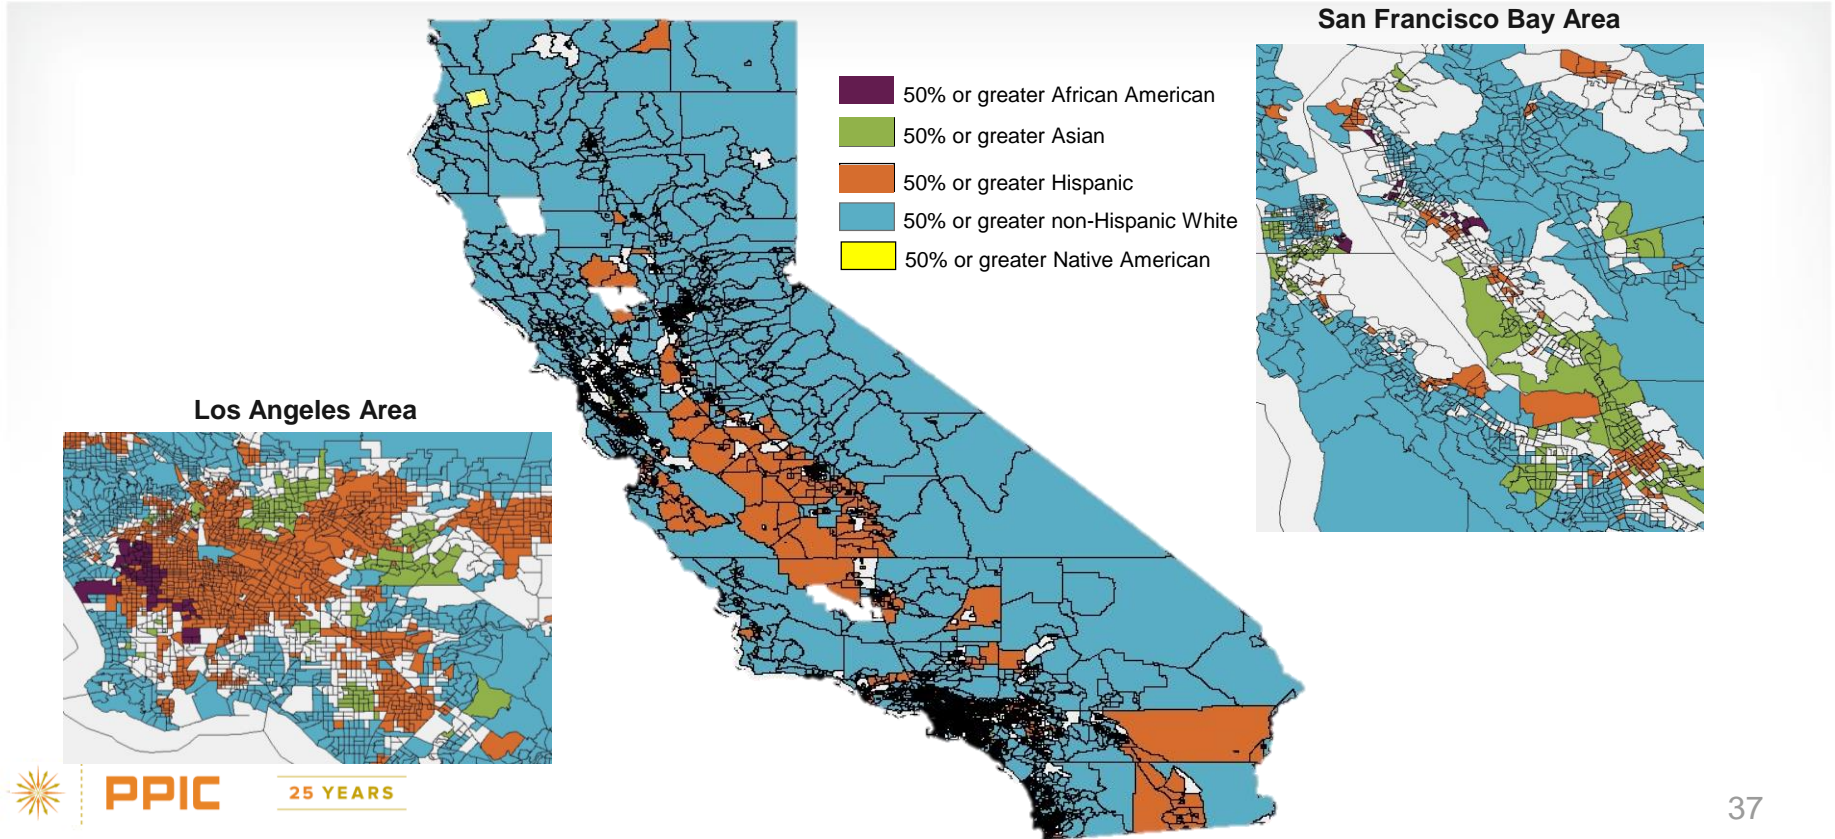 San Francisco Bay Area
50% or greater African American
50% or greater Asian
50% or greater Hispanic
50% or greater non-Hispanic White
50% or greater Native American
Los Angeles Area
PPIC
25 YEARS
37